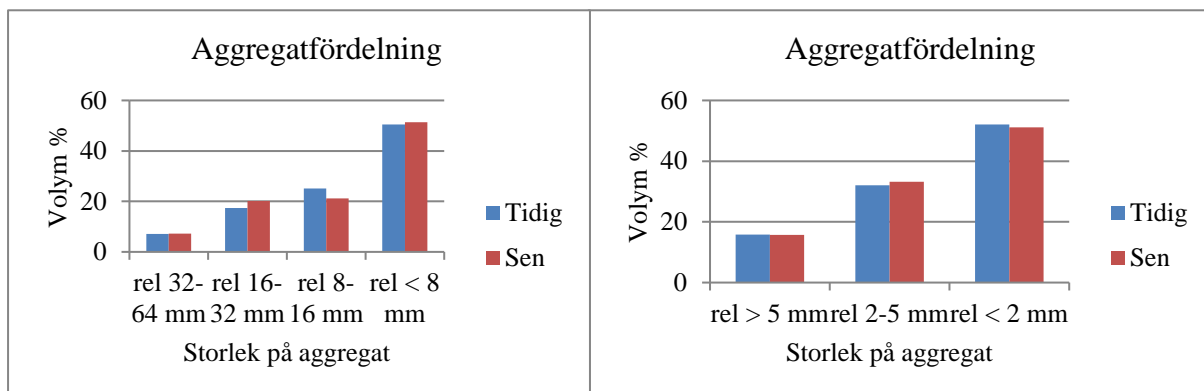 Aggregatfördelning
60
40
20
0
Volym %
rel 32-
64 mm
rel 16-
32 mm
rel 8-
16 mm
rel < 8
mm
Storlek på aggregat
Tidig
Sen
Aggregatfördelning
60
40
20
0
Volym %
rel > 5 mm
rel 2-5 mm
rel < 2 mm
Storlek på aggregat
Tidig
Sen